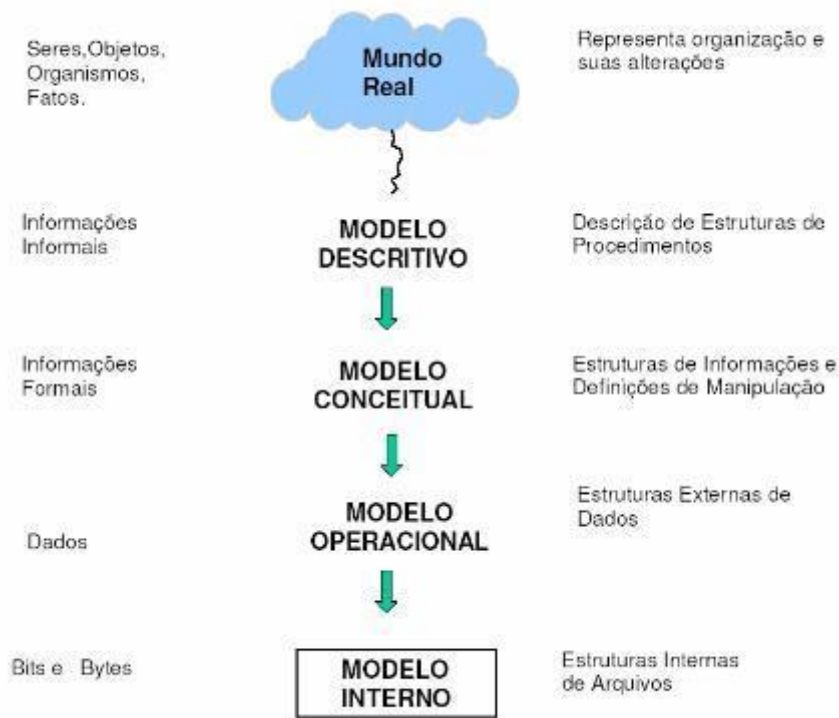 Seres,Objetos,
Organismos,
Fatos.
Mundo
Real
Representa organização e
suas alterações
Informações
Informais
MODELO
DESCRITIVO
Descrição de Estruturas de
Procedimentos
Informações
Formais
MODELO
CONCEITUAL
Estruturas de Informações e
Definições de Manipulação
Dados
MODELO
OPERACIONAL
Estruturas Externas de
Dados
Bits e Bytes
MODELO
INTERNO
Estruturas Internas
de Arquivos